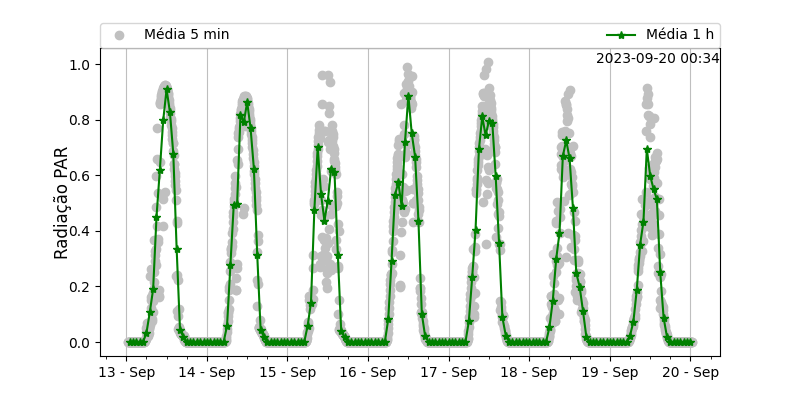 Média 5 min
Média 1 h
2023-09-20 00:34
Radiação PAR
1.0
0.8
0.6
0.4
0.2
0.0
13 - Sep
14 - Sep
15 - Sep
16 - Sep
17 - Sep
18 - Sep
19 - Sep
20 - Sep